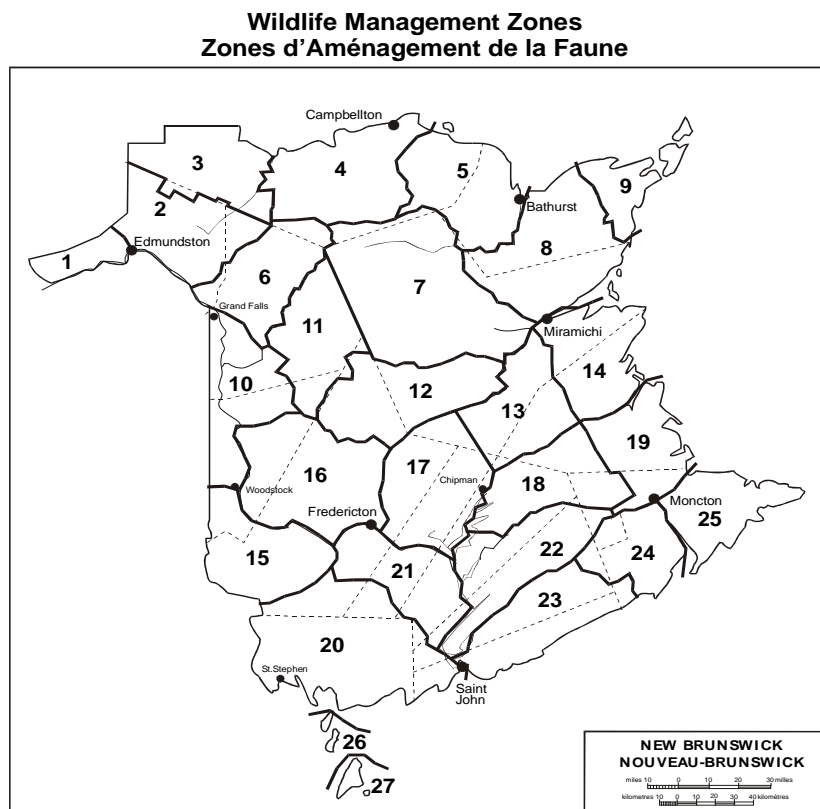 Wildlife Management Zones
Zones d'Aménagement de la Faune
Campbellton
3
4
5
9
2
Bathurst
Edmundston
8
1
6
7
Grand Falls
11
Miramichi
14
10
12
13
19
16
17
Woodstock
Chipman
18
Moncton
25
Fredericton
22
24
15
21
23
20
St.Stephen
Saint
John
26
27
NEW BRUNSWICK
NOUVEAU-BRUNSWICK
miles 10 0 10 20 30 milles
kilometres 10 0 10 20 30 40 kilomètres